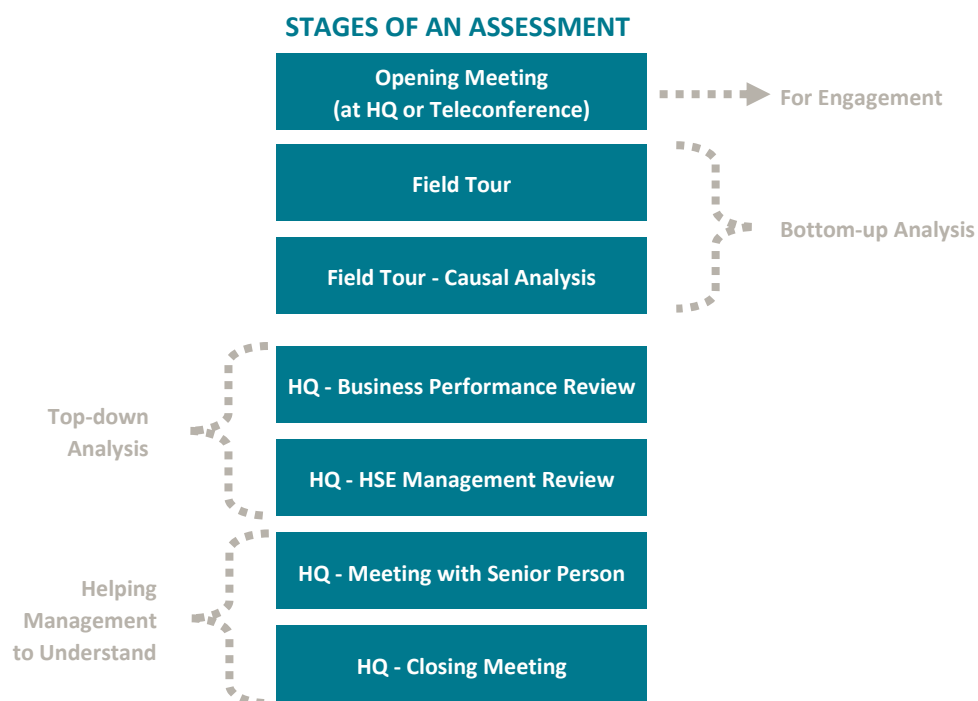 STAGES OF AN ASSESSMENT
Opening Meeting
(at HQ or Teleconference)
For Engagement
Field Tour
Bottom-up Analysis
Field Tour - Causal Analysis
HQ - Business Performance Review
Top-down
Analysis
HQ - HSE Management Review
HQ - Meeting with Senior Person
Helping
Management
to Understand
HQ - Closing Meeting